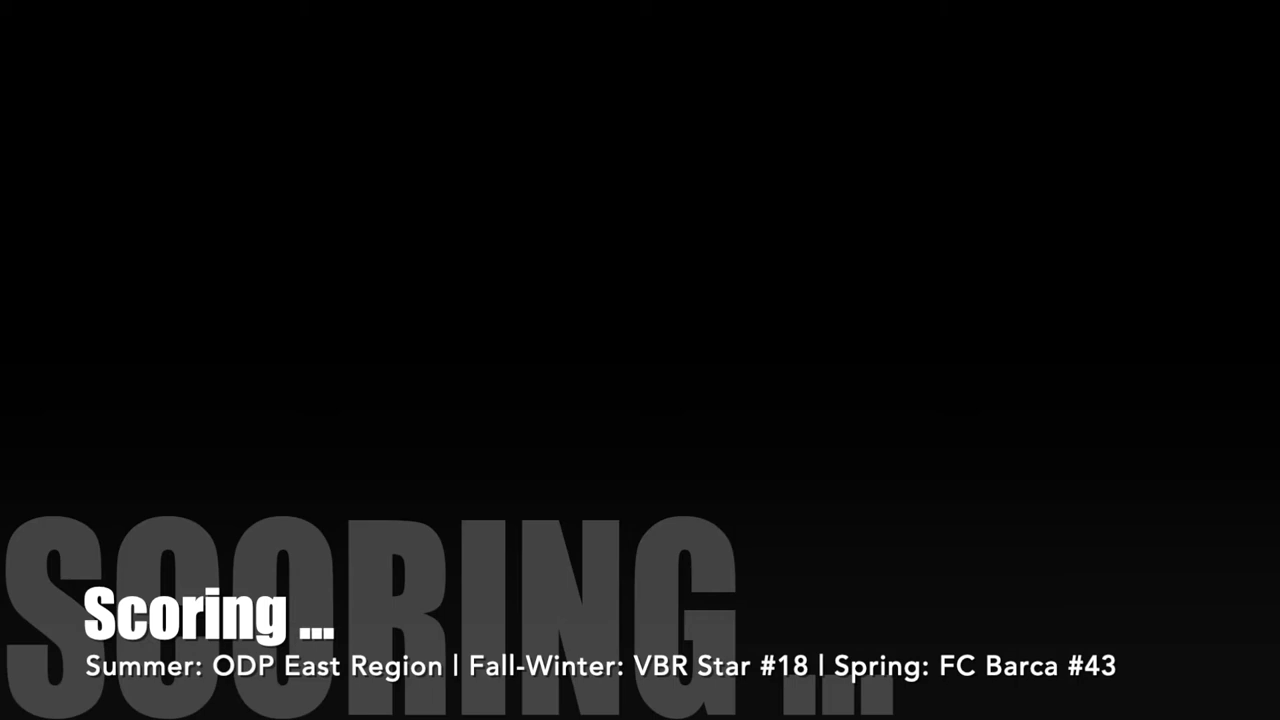 SCORING ...
Scoring ...
Summer: ODP East Region | Fall-Winter: VBR Star #18 | Spring: FC Barca #43